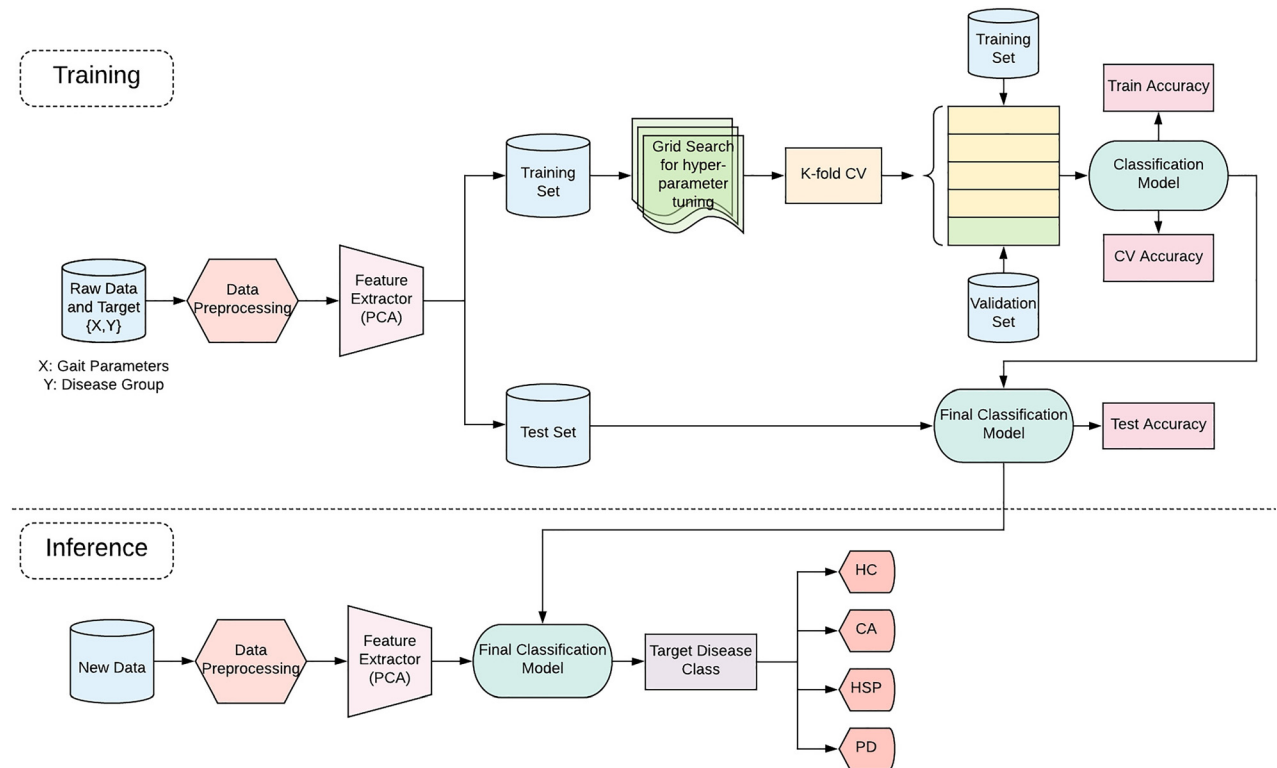 Training
Training
Set
Train Accuracy
Training
Set
Grid Search
for hyper-
parameter
tuning
K-fold CV
Classification
Model
CV Accuracy
Raw Data
and Target
{X,Y}
Data
Preprocessing
Feature
Extractor
(PCA)
Validation
Set
X: Gait Parameters
Y: Disease Group
Test Set
Final Classification
Model
Test Accuracy
Inference
New Data
Data
Preprocessing
Feature
Extractor
(PCA)
Final Classification
Model
Target Disease
Class
HC
CA
HSP
PD